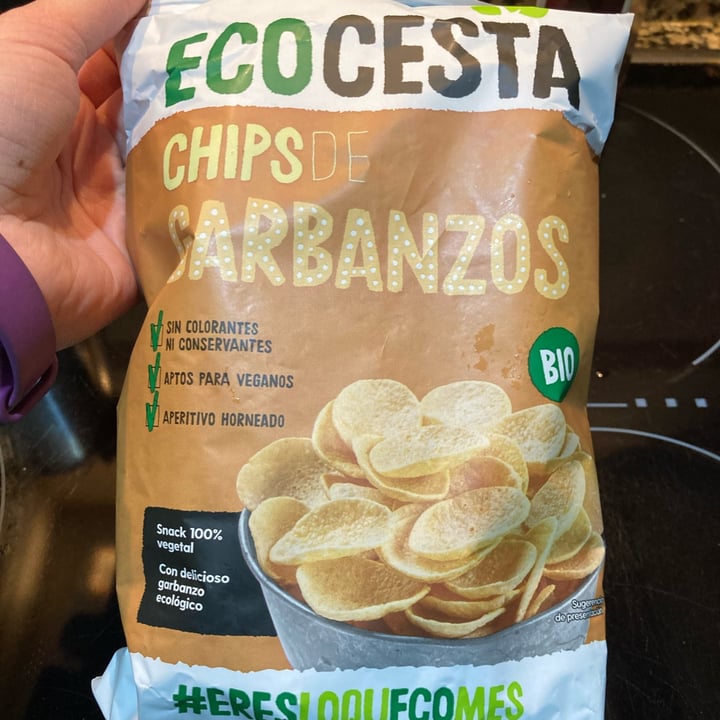 ECOCESTA
CHIPS DE
GARBANZOS
SIN COLORANTES
NI CONSERVANTES
APTOS PARA VEGANOS
APERITIVO HORNEADO
BIO
Snack 100%
vegetal
Con delicioso
garbanzo
ecológico
Sugerencia
de presentación
#ERESLOQUECOMES